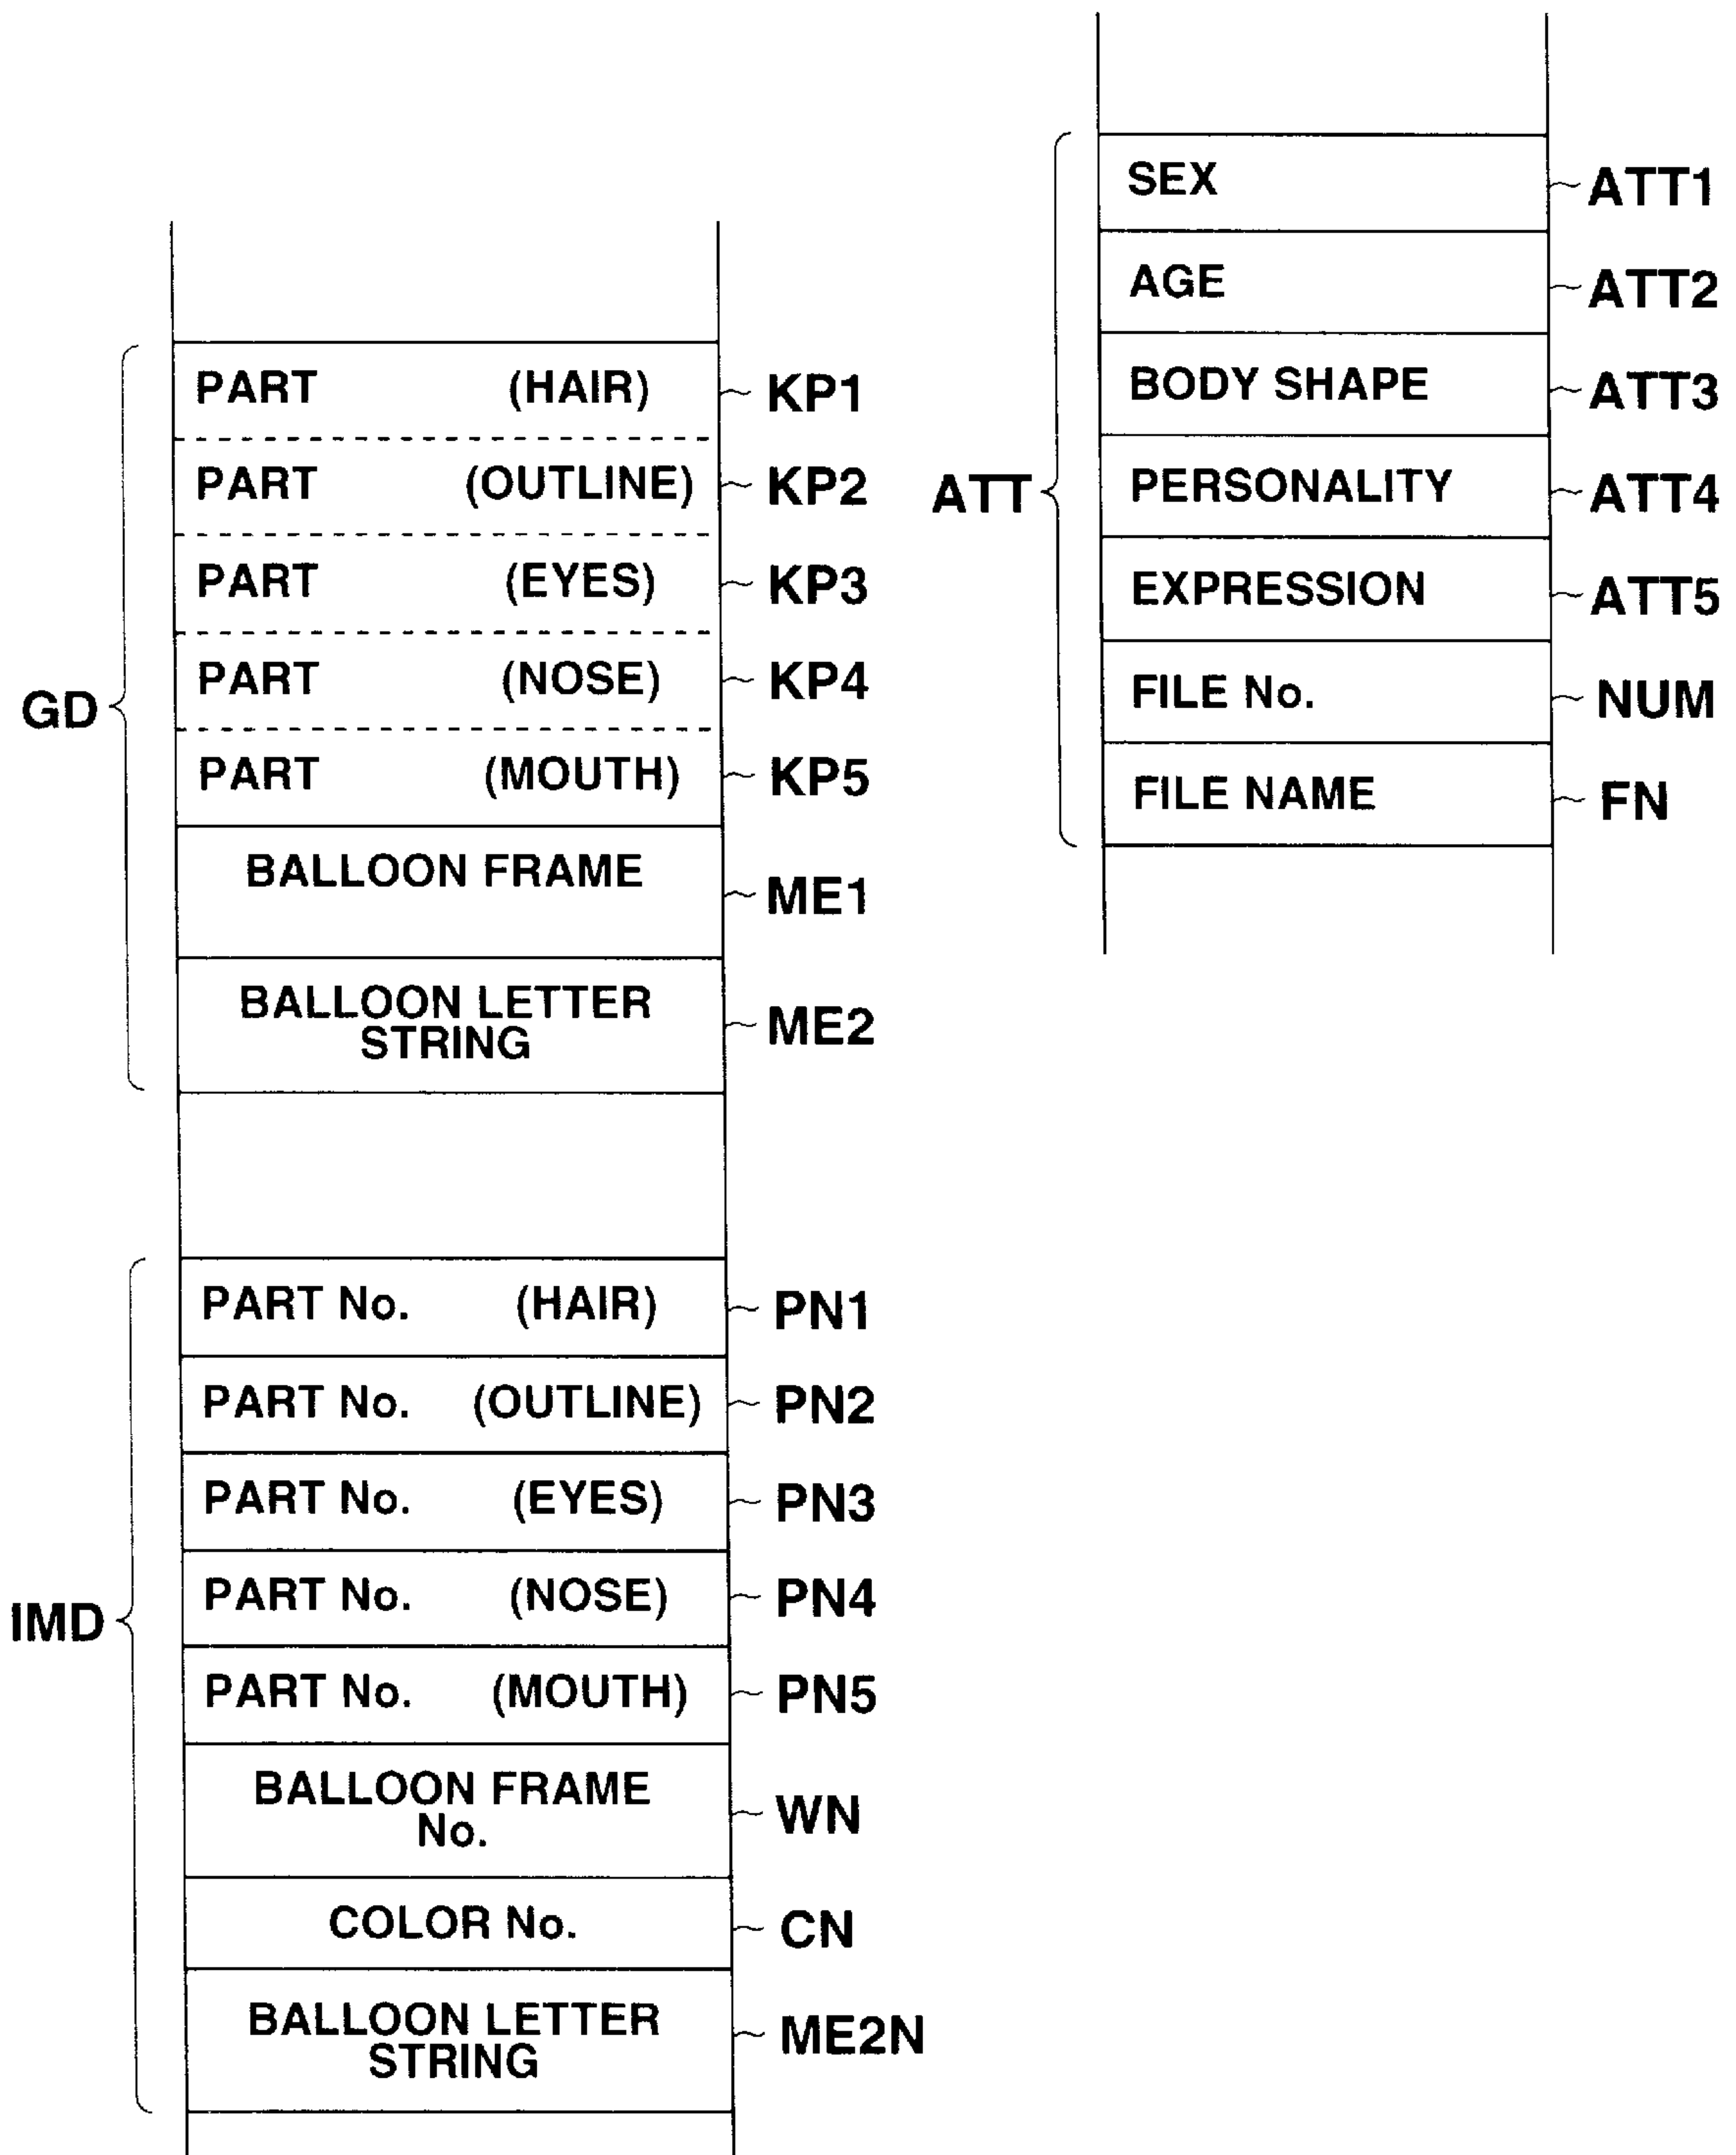 GD
PART (HAIR) KP1
PART (OUTLINE) KP2
PART (EYES) KP3
PART (NOSE) KP4
PART (MOUTH) KP5
BALLOON FRAME ME1
BALLOON LETTER
STRING
ME2
IMD
PART No. (HAIR) PN1
PART No. (OUTLINE) PN2
PART No. (EYES) PN3
PART No. (NOSE) PN4
PART No. (MOUTH) PN5
BALLOON FRAME
No.
WN
COLOR No. CN
BALLOON LETTER
STRING
ME2N
ATT
SEX ATT1
AGE ATT2
BODY SHAPE ATT3
PERSONALITY ATT4
EXPRESSION ATT5
FILE No. NUM
FILE NAME FN